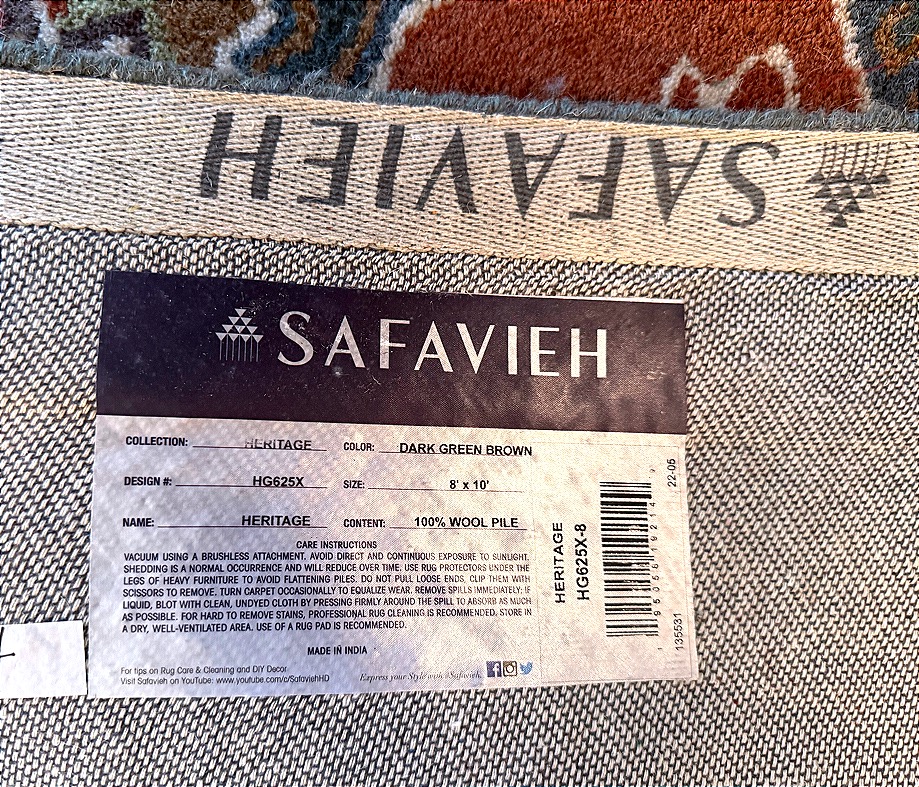 SAFAVIEH
SAFAVIEH
COLLECTION: HERITAGE COLOR: DARK GREEN BROWN
DESIGN #: HG625X SIZE: 8' x 10'
NAME: HERITAGE CONTENT: 100% WOOL PILE
CARE INSTRUCTIONS
VACUUM USING A BRUSHLESS ATTACHMENT. AVOID DIRECT AND CONTINUOUS EXPOSURE TO SUNLIGHT.
SHEDDING IS A NORMAL OCCURRENCE AND WILL REDUCE OVER TIME. USE RUG PROTECTORS UNDER THE
LEGS OF HEAVY FURNITURE TO AVOID FLATTENING PILES. DO NOT PULL LOOSE ENDS, CLIP THEM WITH
SCISSORS TO REMOVE. TURN CARPET OCCASIONALLY TO EQUALIZE WEAR. REMOVE SPILLS IMMEDIATELY: IF
LIQUID, BLOT WITH CLEAN, UNDYED CLOTH BY PRESSING FIRMLY AROUND THE SPILL TO ABSORB AS MUCH
AS POSSIBLE. FOR HARD TO REMOVE STAINS, PROFESSIONAL RUG CLEANING IS RECOMMENDED. STORE IN
A DRY, WELL-VENTILATED AREA. USE OF A RUG PAD IS RECOMMENDED.
MADE IN INDIA
For tips on Rug Care & Cleaning and DIY Decor
Visit Safavieh on YouTube: www.youtube.com/c/SafaviehHD
Express your Style with #Safavieh.
HERITAGE
HG625X-8
22-05
135531